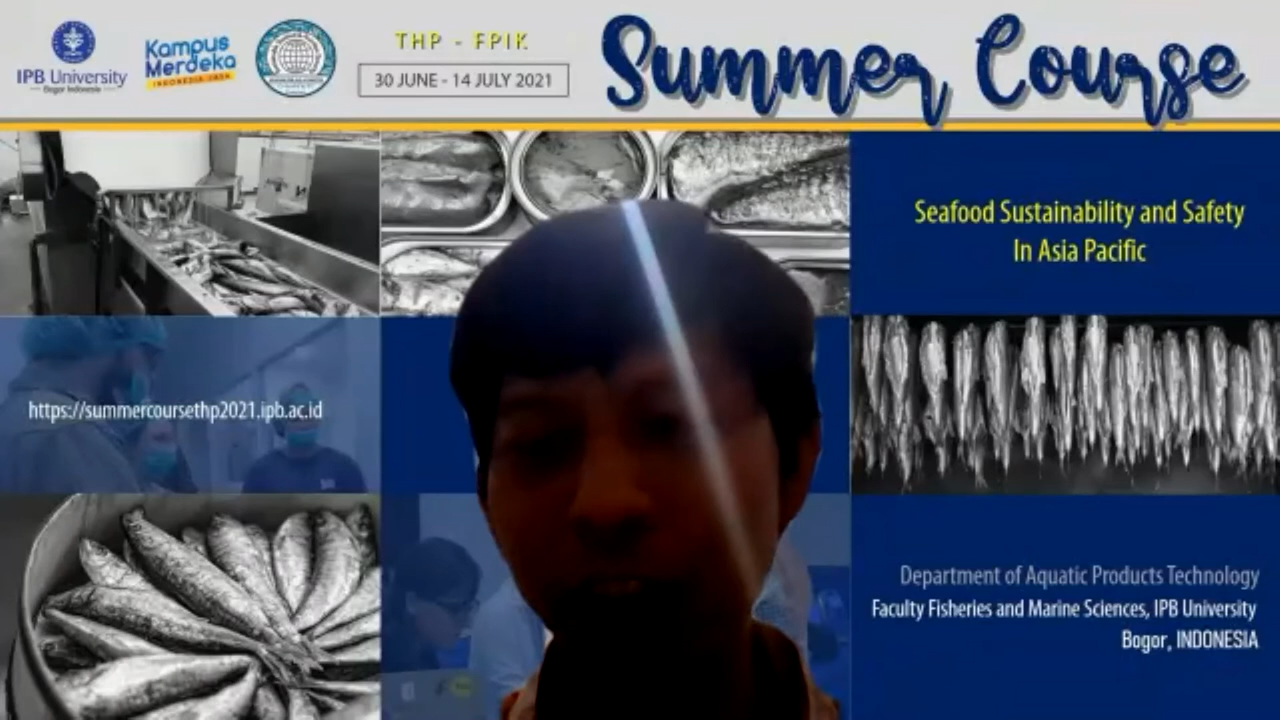 IPB University
Bogor Indonesia
Kampus
Merdeka
INDONESIA JAYA
THP - FPIK
30 JUNE - 14 JULY 2021
Summer Course
Seafood Sustainability and Safety
In Asia Pacific
https://summercoursethp2021.ipb.ac.id
Department of Aquatic Products Technology
Faculty Fisheries and Marine Sciences, IPB University
Bogor, INDONESIA